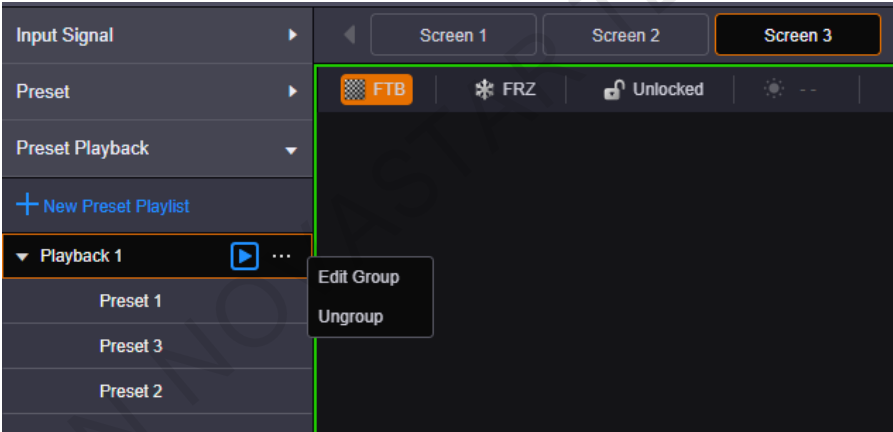 Input Signal
Screen 1 Screen 2 Screen 3
Preset
FTB FRZ Unlocked --
Preset Playback
New Preset Playlist
Playback 1 ...
Edit Group
Preset 1
Ungroup
Preset 3
Preset 2
NOVASTAR